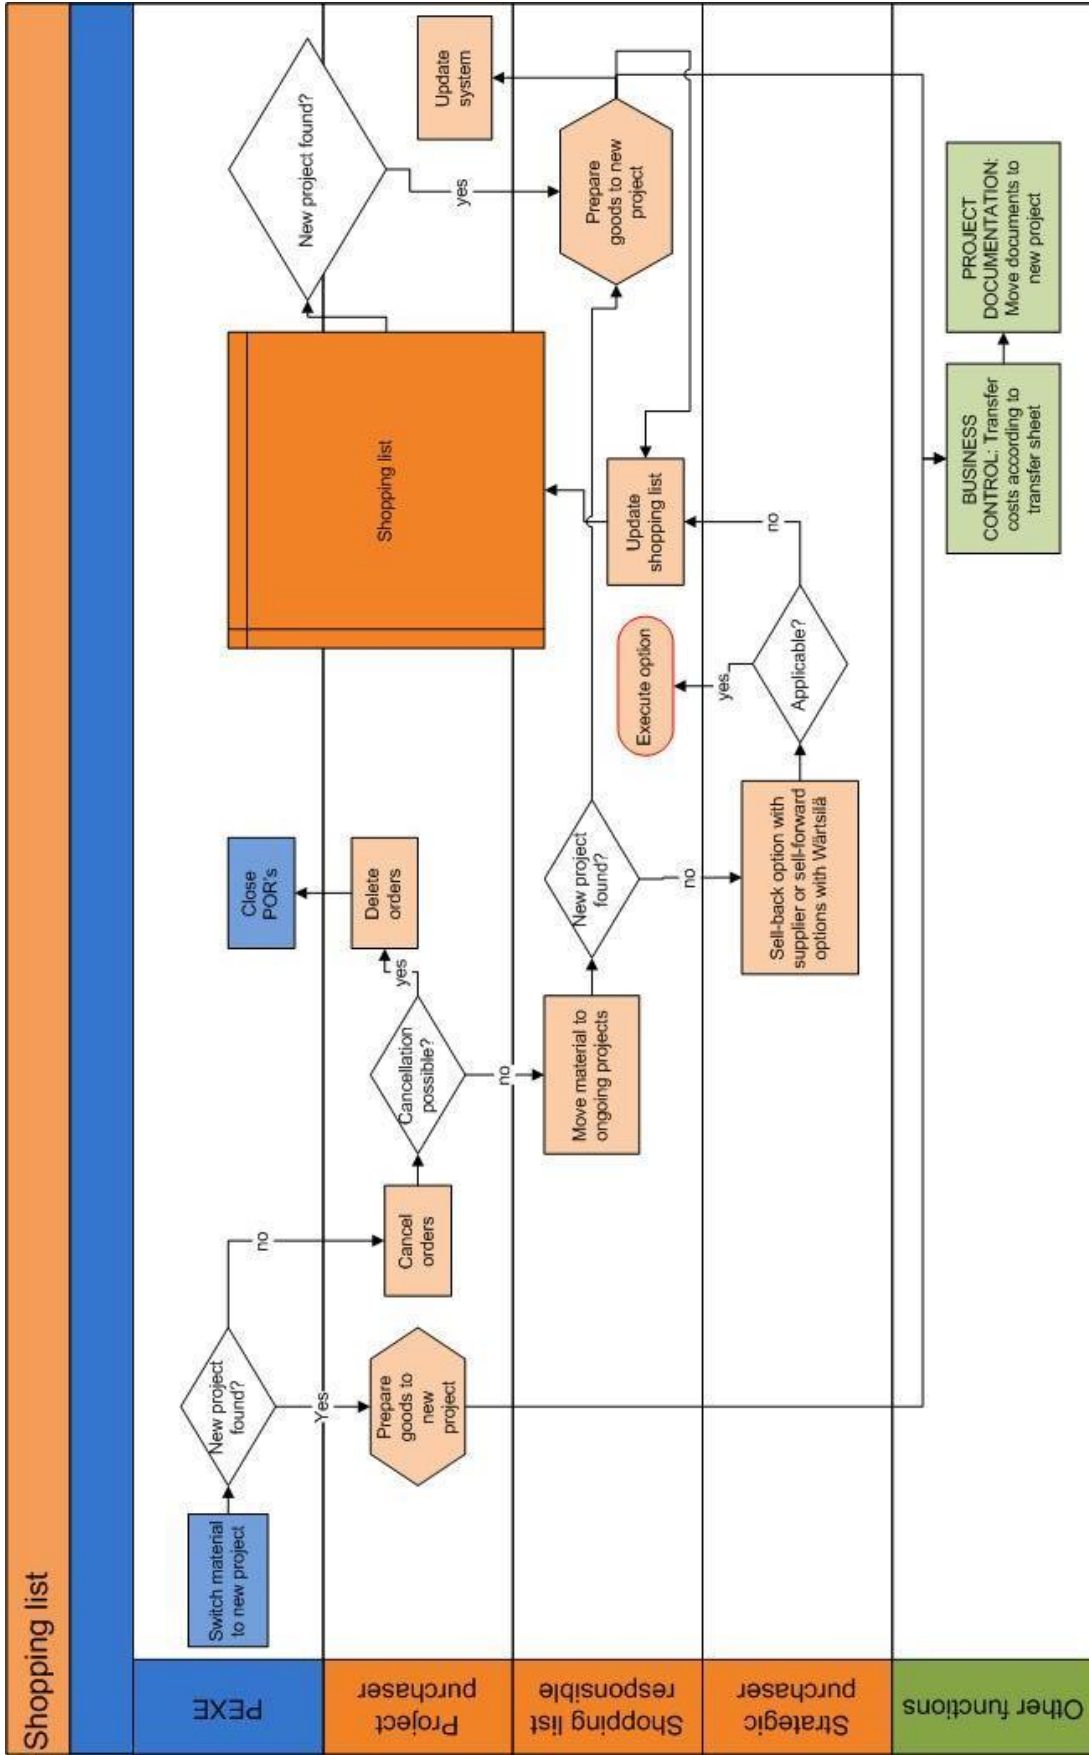 Shopping list
PEXE
Switch material
to new project
New project
found?
no
Yes
Close
POR's
New project found?
yes
Project
purchaser
Prepare
goods to
new
project
Cancel
orders
Cancellation
possible?
yes
no
Delete
orders
Shopping list
Update
system
Shopping list
responsible
Move material to
ongoing projects
New project
found?
no
Execute option
Update
shopping list
Prepare
goods to new
project
Strategic
purchaser
Sell-back option with
supplier or sell-forward
options with Wärtsilä
Applicable?
yes
no
Other functions
BUSINESS
CONTROL: Transfer
costs according to
transfer sheet
PROJECT
DOCUMENTATION:
Move documents to
new project